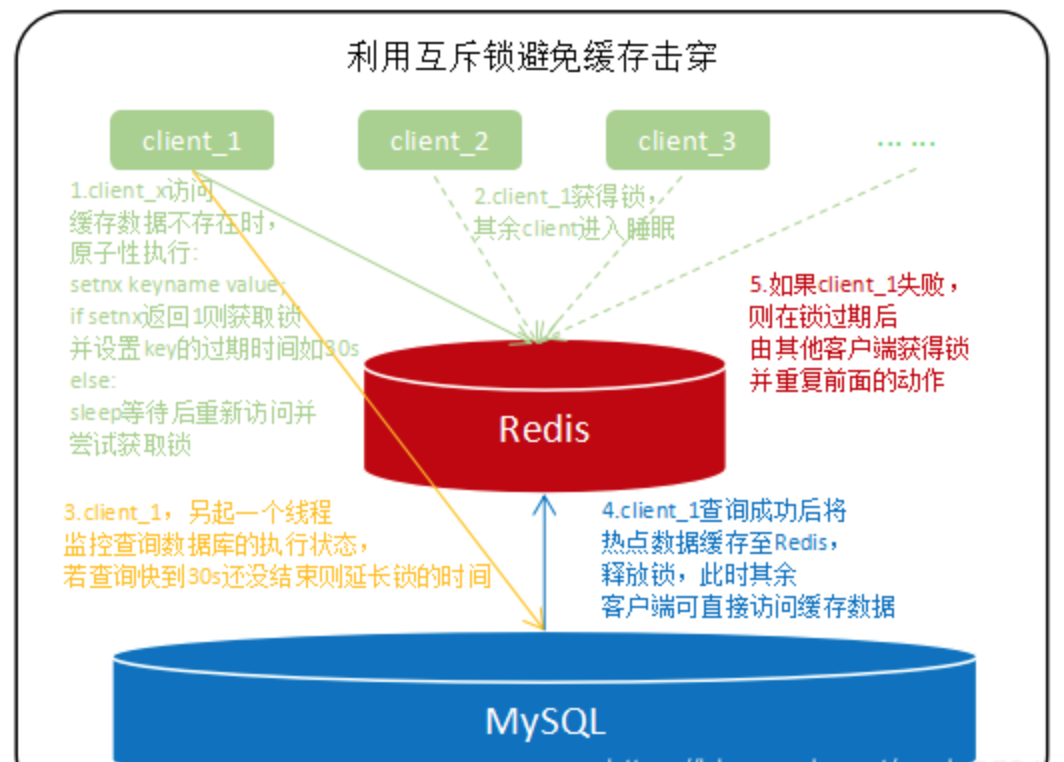 利用互斥锁避免缓存击穿
client_1
client_2
client_3
... ...
1.client_x访问
缓存数据不存在时，
原子性执行:
setnx keyname value;
if setnx返回1则获取锁
并设置key的过期时间如30s
else:
sleep等待后重新访问并
尝试获取锁
2.client_1获得锁，
其余client进入睡眠
5.如果client_1失败，
则在锁过期后
由其他客户端获得锁
并重复前面的动作
Redis
3.client_1，另起一个线程
监控查询数据库的执行状态，
若查询快到30s还没结束则延长锁的时间
4.client_1查询成功后将
热点数据缓存至Redis，
释放锁，此时其余
客户端可直接访问缓存数据
MySQL